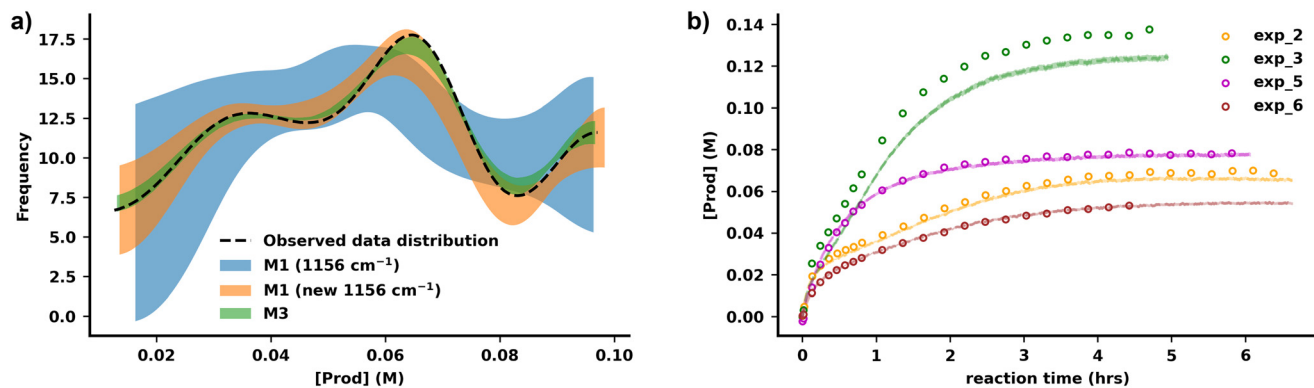 a)
17.5
15.0
12.5
10.0
7.5
5.0
2.5
0.0
Frequency
Observed data distribution
M1 (1156 cm⁻¹)
M1 (new 1156 cm⁻¹)
M3
0.02
0.04
0.06
0.08
0.10
[Prod] (M)
b)
0.14
0.12
0.10
0.08
0.06
0.04
0.02
0.00
[Prod] (M)
exp_2
exp_3
exp_5
exp_6
0
1
2
3
4
5
6
reaction time (hrs)